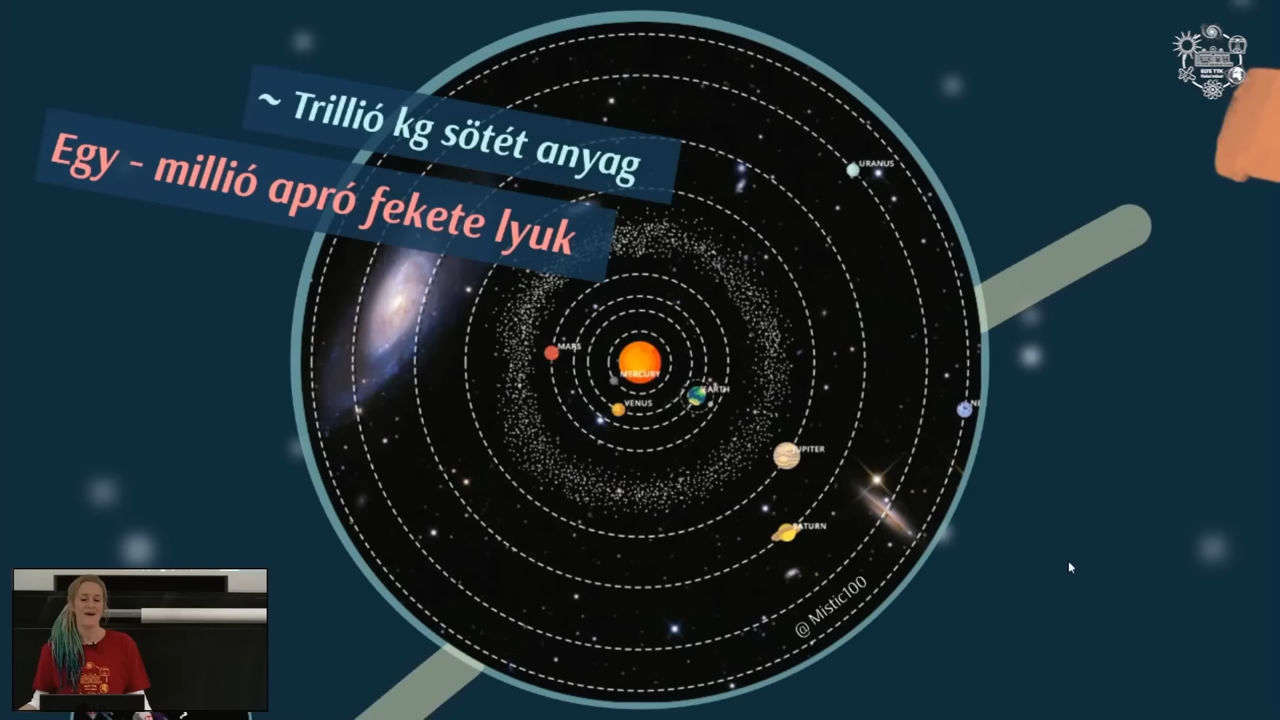 ~ Trillió kg sötét anyag
Egy - millió apró fekete lyuk
URANUS
MARS
MERCURY
EARTH
VENUS
JUPITER
SATURN
@ Mistic100